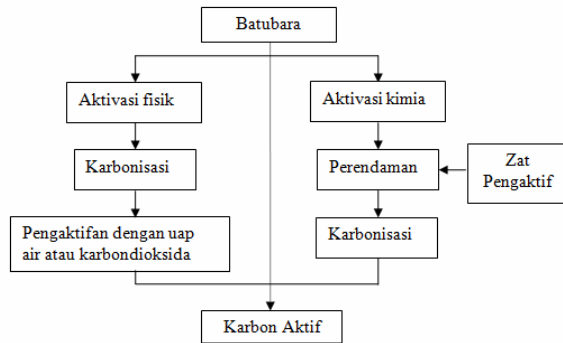 Batubara
Aktivasi fisik
Aktivasi kimia
Karbonisasi
Perendaman
Zat
Pengaktif
Pengaktifan dengan uap
air atau karbondioksida
Karbonisasi
Karbon Aktif